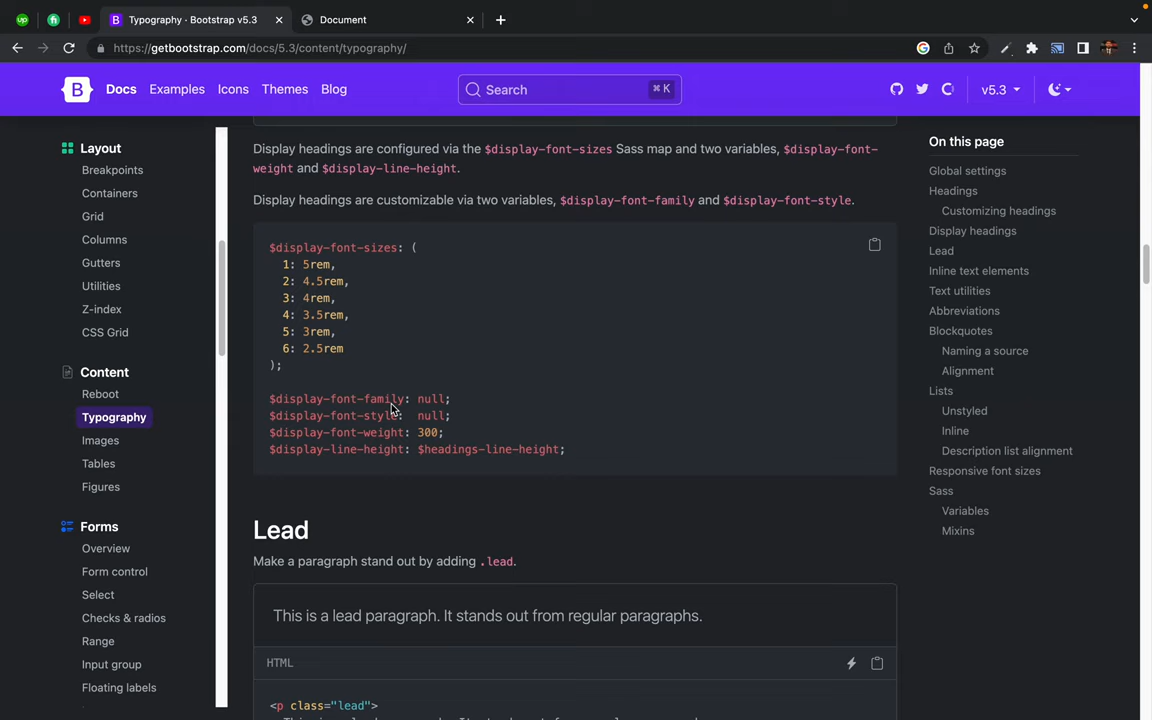 Typography · Bootstrap v5.3
Document
https://getbootstrap.com/docs/5.3/content/typography/
Docs
Examples
Icons
Themes
Blog
Search
⌘ K
v5.3
Layout
Breakpoints
Containers
Grid
Columns
Gutters
Utilities
Z-index
CSS Grid
Content
Reboot
Typography
Images
Tables
Figures
Forms
Overview
Form control
Select
Checks & radios
Range
Input group
Floating labels
Display headings are configured via the $display-font-sizes Sass map and two variables, $display-font-
weight and $display-line-height.
Display headings are customizable via two variables, $display-font-family and $display-font-style.
$display-font-sizes: (
1: 5rem,
2: 4.5rem,
3: 4rem,
4: 3.5rem,
5: 3rem,
6: 2.5rem
);
$display-font-family: null;
$display-font-style: null;
$display-font-weight: 300;
$display-line-height: $headings-line-height;
Lead
Make a paragraph stand out by adding .lead.
This is a lead paragraph. It stands out from regular paragraphs.
HTML
<p class="lead">
On this page
Global settings
Headings
Customizing headings
Display headings
Lead
Inline text elements
Text utilities
Abbreviations
Blockquotes
Naming a source
Alignment
Lists
Unstyled
Inline
Description list alignment
Responsive font sizes
Sass
Variables
Mixins